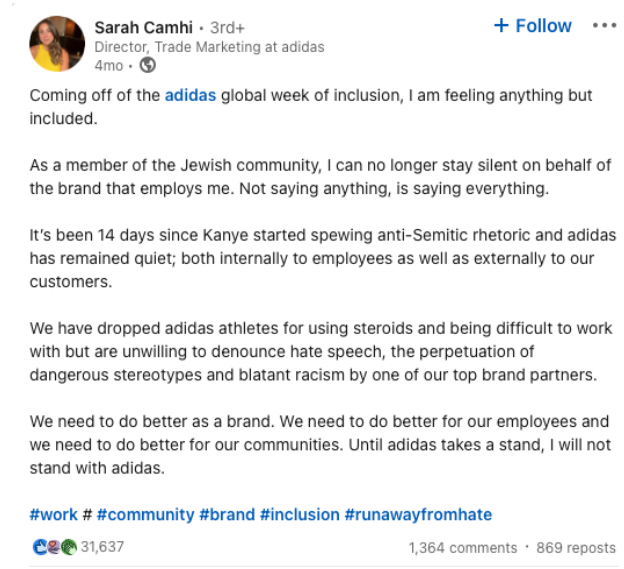 Sarah Camhi • 3rd+
+ Follow •••
Director, Trade Marketing at adidas
4mo •
Coming off of the adidas global week of inclusion, I am feeling anything but
included.
As a member of the Jewish community, I can no longer stay silent on behalf of
the brand that employs me. Not saying anything, is saying everything.
It’s been 14 days since Kanye started spewing anti-Semitic rhetoric and adidas
has remained quiet; both internally to employees as well as externally to our
customers.
We have dropped adidas athletes for using steroids and being difficult to work
with but are unwilling to denounce hate speech, the perpetuation of
dangerous stereotypes and blatant racism by one of our top brand partners.
We need to do better as a brand. We need to do better for our employees and
we need to do better for our communities. Until adidas takes a stand, I will not
stand with adidas.
#work # #community #brand #inclusion #runawayfromhate
31,637
1,364 comments • 869 reposts